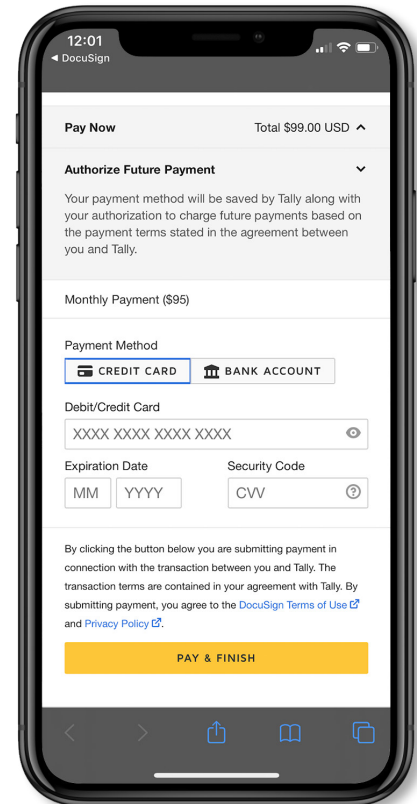 12:01
◀ DocuSign
Pay Now Total $99.00 USD
Authorize Future Payment
Your payment method will be saved by Tally along with
your authorization to charge future payments based on
the payment terms stated in the agreement between
you and Tally.
Monthly Payment ($95)
Payment Method
CREDIT CARD BANK ACCOUNT
Debit/Credit Card
XXXX XXXX XXXX XXXX
Expiration Date Security Code
MM YYYY CVV ?
By clicking the button below you are submitting payment in
connection with the transaction between you and Tally. The
transaction terms are contained in your agreement with Tally. By
submitting payment, you agree to the DocuSign Terms of Use
and Privacy Policy.
PAY & FINISH